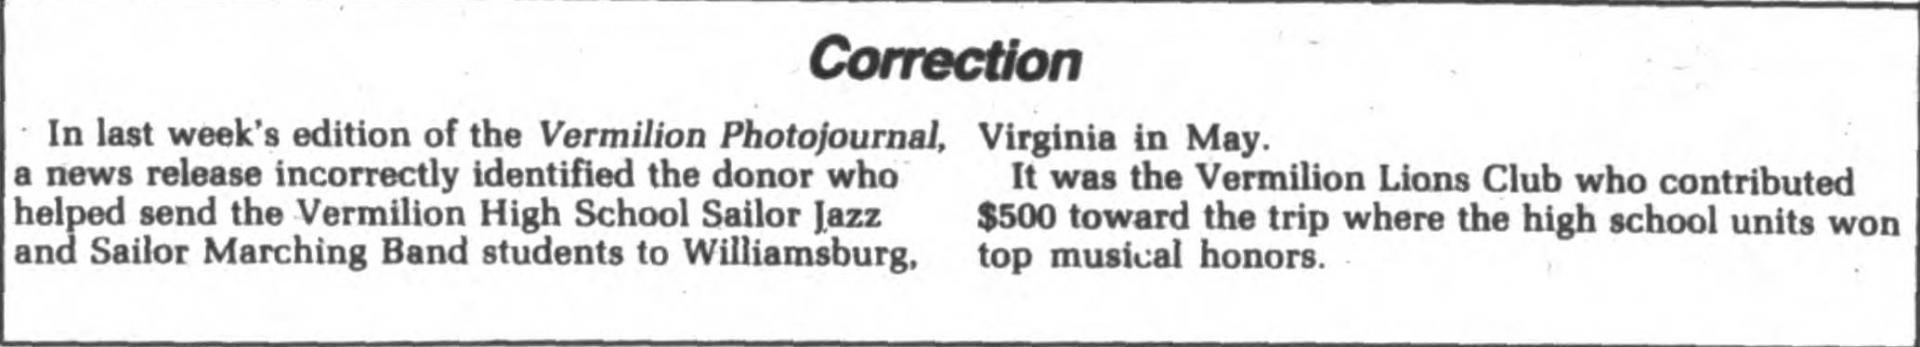 Correction
In last week's edition of the Vermilion Photojournal,
a news release incorrectly identified the donor who
helped send the Vermilion High School Sailor Jazz
and Sailor Marching Band students to Williamsburg,
Virginia in May.
It was the Vermilion Lions Club who contributed
$500 toward the trip where the high school units won
top musical honors.